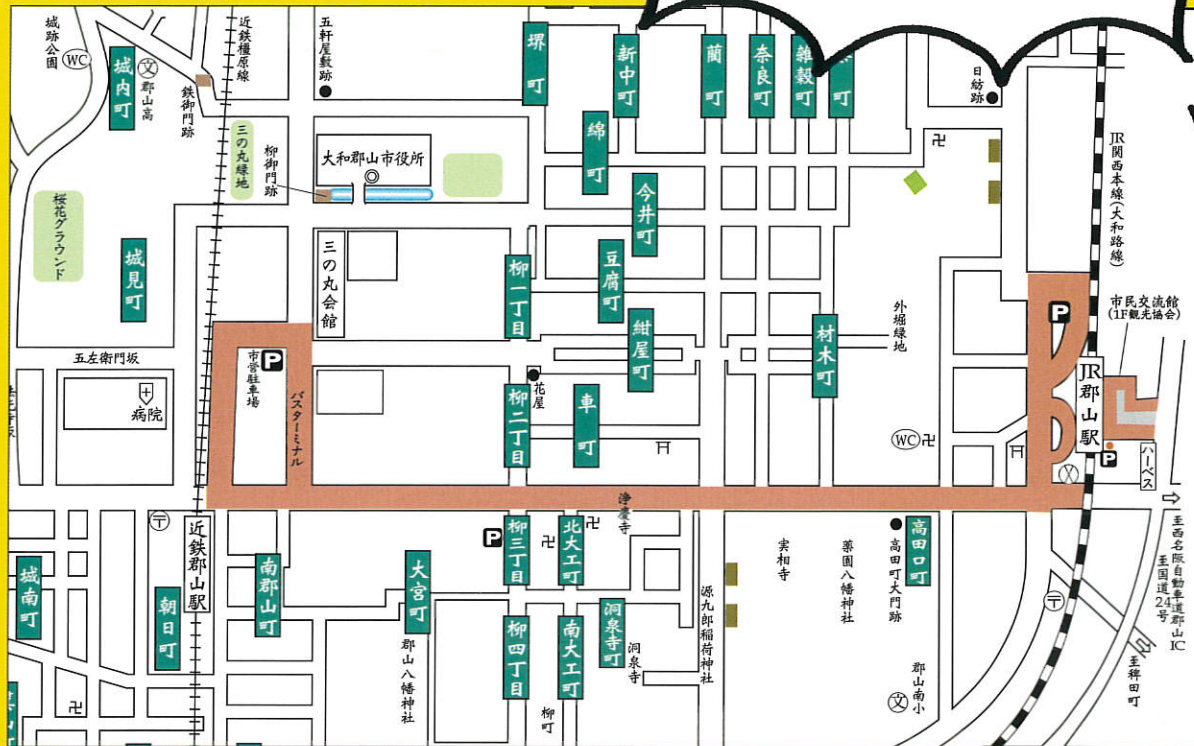 城跡公園
WC
城内町
文
郡山高
鉄御門跡
近鉄橿原線
五軒屋敷跡
堺町
新中町
藺町
奈良町
雑穀町
町
日紡跡
JR関西本線(大和路線)
三の丸緑地
柳御門跡
大和郡山市役所
綿町
今井町
卍
桜花グラウンド
城見町
三の丸会館
柳一丁目
豆腐町
紺屋町
材木町
外堀緑地
P
市民交流館
(1F観光協会)
五左衛門坂
病院
P
市営駐車場
バスターミナル
花屋
柳二丁目
車町
WC
卍
JR郡山駅
P
ハーベス
浄慶寺
近鉄郡山駅
城南町
朝日町
南郡山町
大宮町
郡山八幡神社
P
柳三丁目
卍
北大工町
卍
柳四丁目
南大工町
柳町
洞泉寺町
洞泉寺
源九郎稲荷神社
実相寺
薬園八幡神社
高田町大門跡
高田口町
文
郡山南小
至西名阪自動車道郡山IC
至国道24号
至稗田町
卍